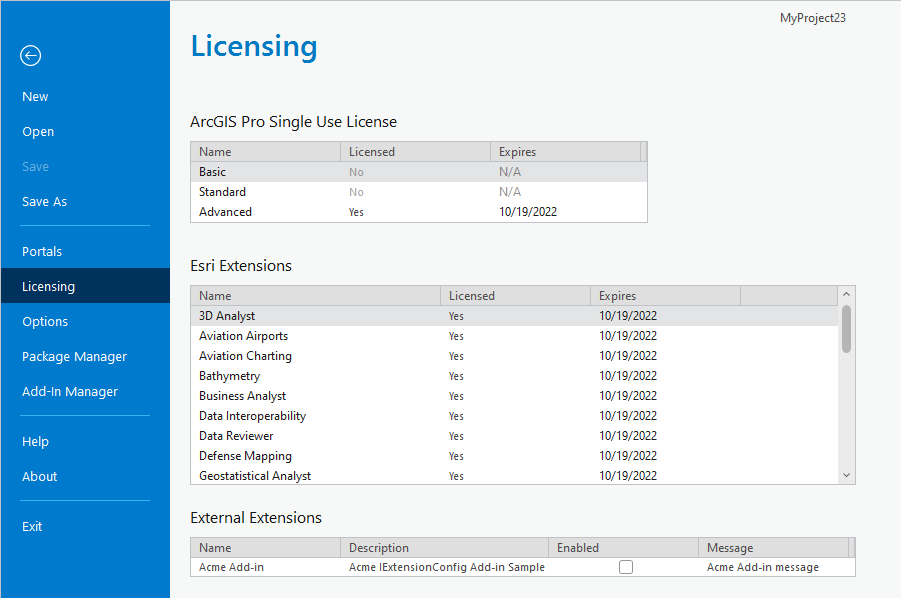 MyProject23
Licensing
New
Open
Save
Save As
Portals
Licensing
Options
Package Manager
Add-In Manager
Help
About
Exit
ArcGIS Pro Single Use License
Name Licensed Expires
Basic No N/A
Standard No N/A
Advanced Yes 10/19/2022
Esri Extensions
Name Licensed Expires
3D Analyst Yes 10/19/2022
Aviation Airports Yes 10/19/2022
Aviation Charting Yes 10/19/2022
Bathymetry Yes 10/19/2022
Business Analyst Yes 10/19/2022
Data Interoperability Yes 10/19/2022
Data Reviewer Yes 10/19/2022
Defense Mapping Yes 10/19/2022
Geostatistical Analyst Yes 10/19/2022
External Extensions
Name Description Enabled Message
Acme Add-in Acme IExtensionConfig Add-in Sample Acme Add-in message